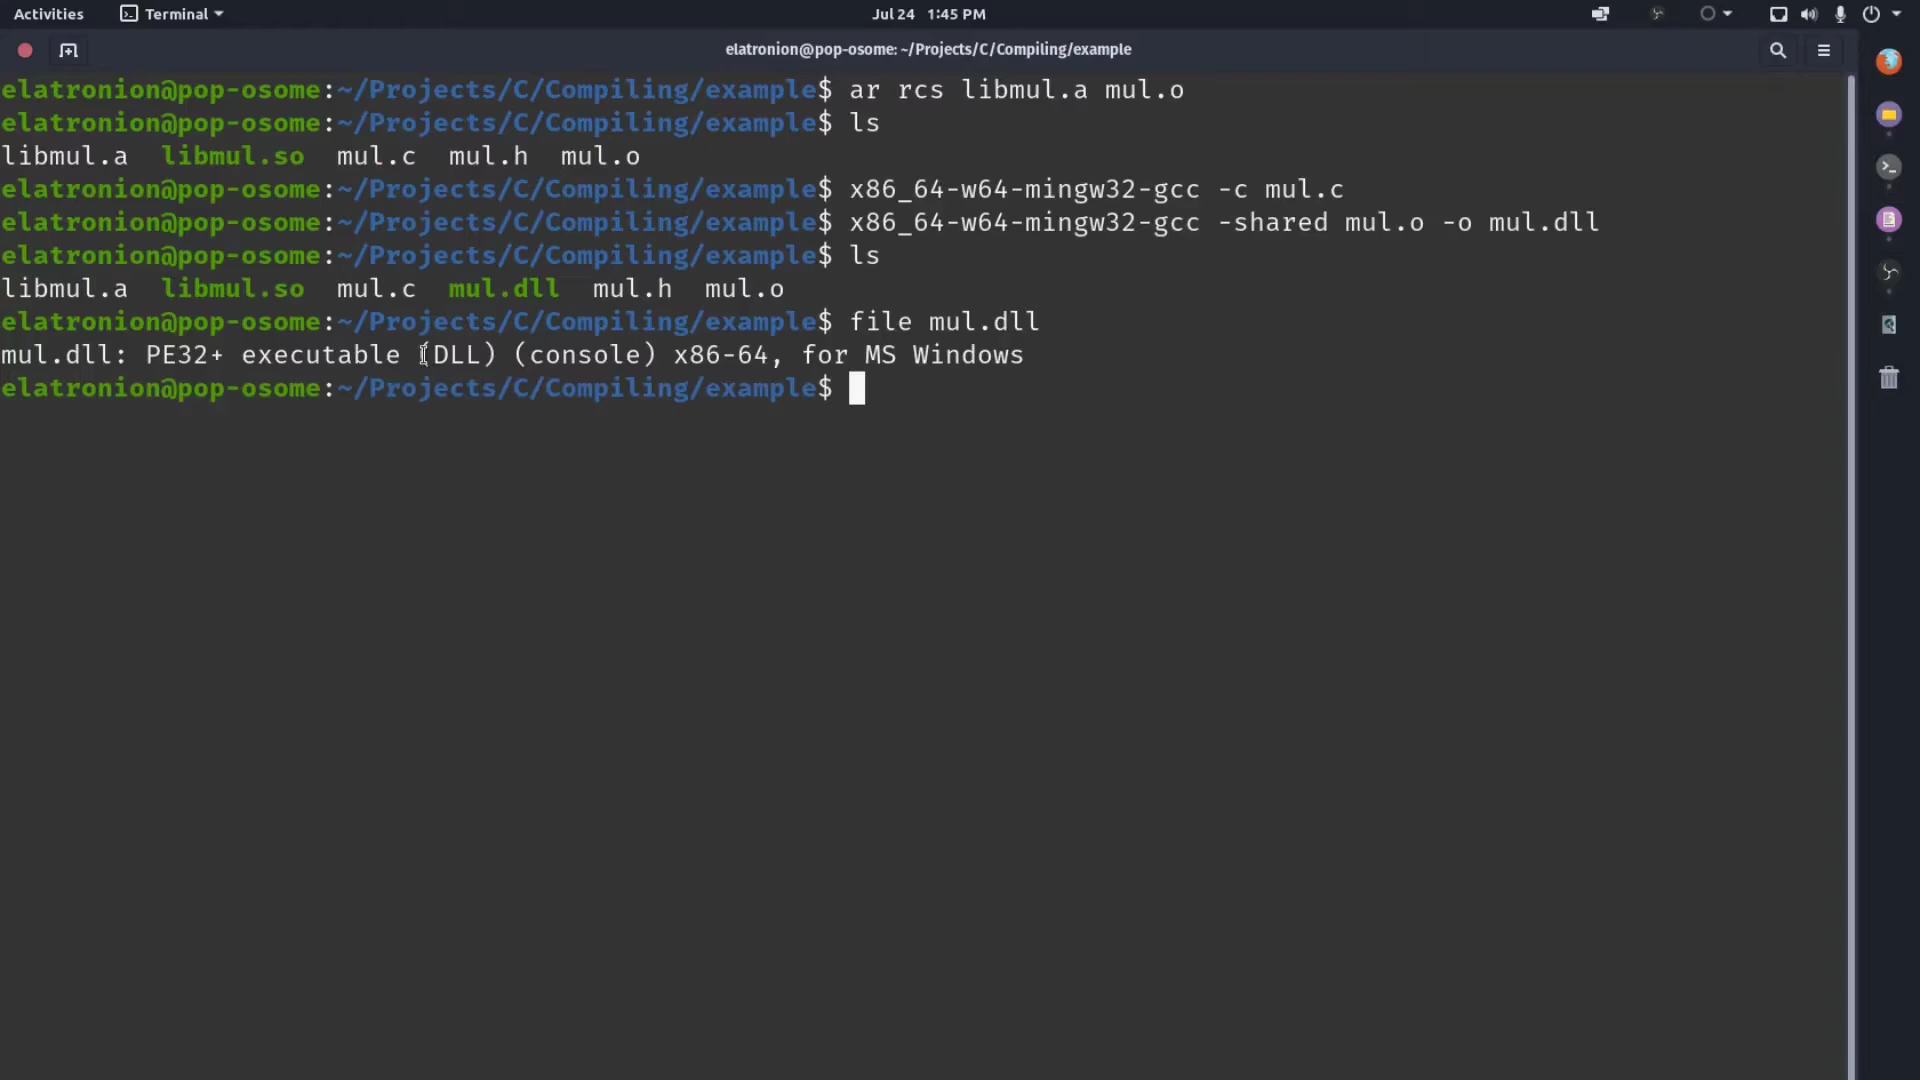 Activities Terminal Jul 24 1:45 PM
elatronion@pop-osome: ~/Projects/C/Compiling/example
elatronion@pop-osome:~/Projects/C/Compiling/example$ ar rcs libmul.a mul.o
elatronion@pop-osome:~/Projects/C/Compiling/example$ ls
libmul.a libmul.so mul.c mul.h mul.o
elatronion@pop-osome:~/Projects/C/Compiling/example$ x86_64-w64-mingw32-gcc -c mul.c
elatronion@pop-osome:~/Projects/C/Compiling/example$ x86_64-w64-mingw32-gcc -shared mul.o -o mul.dll
elatronion@pop-osome:~/Projects/C/Compiling/example$ ls
libmul.a libmul.so mul.c mul.dll mul.h mul.o
elatronion@pop-osome:~/Projects/C/Compiling/example$ file mul.dll
mul.dll: PE32+ executable (DLL) (console) x86-64, for MS Windows
elatronion@pop-osome:~/Projects/C/Compiling/example$